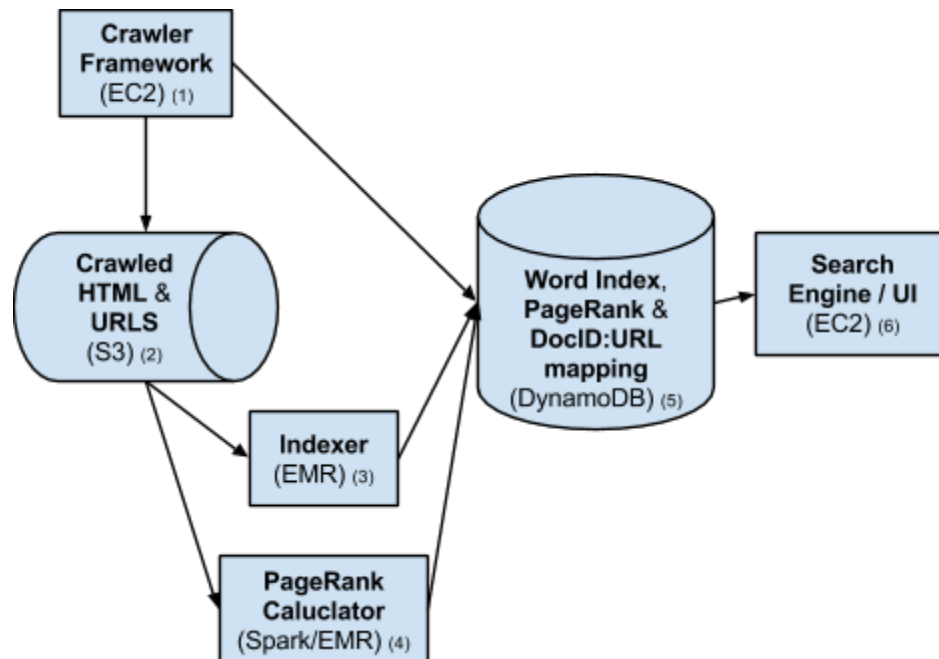 Crawler
Framework
(EC2) (1)
Crawled
HTML &
URLS
(S3) (2)
Word Index,
PageRank &
DocID:URL
mapping
(DynamoDB) (5)
Search
Engine / UI
(EC2) (6)
Indexer
(EMR) (3)
PageRank
Caluclator
(Spark/EMR) (4)